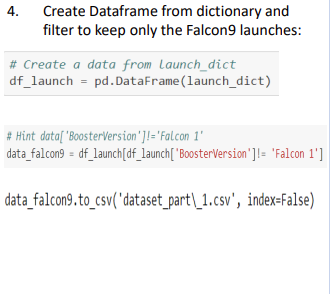 4. Create Dataframe from dictionary and
filter to keep only the Falcon9 launches:
# Create a data from launch_dict
df_launch = pd.DataFrame(launch_dict)
# Hint data['BoosterVersion']!='Falcon 1'
data_falcon9 = df_launch[df_launch['BoosterVersion']!= 'Falcon 1']
data_falcon9.to_csv('dataset_part\_1.csv', index=False)